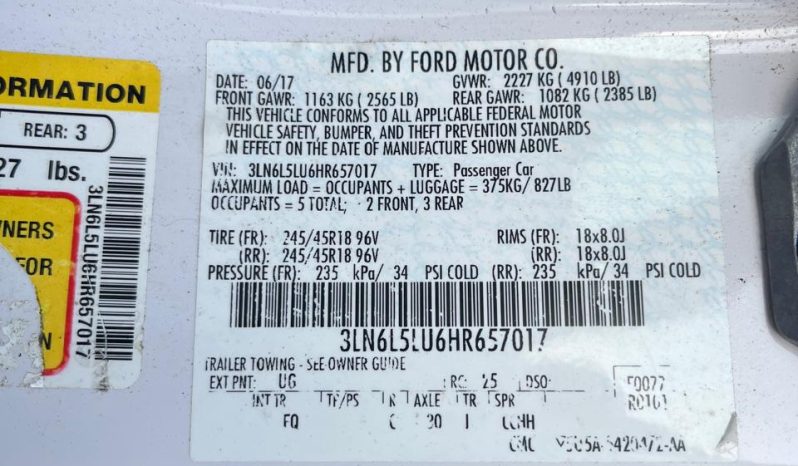 ORMATION
REAR: 3
27 lbs.
WNERS
FOR
N
3LN6L5LU6HR657017
MFD. BY FORD MOTOR CO.
DATE: 06/17 GVWR: 2227 KG ( 4910 LB)
FRONT GAWR: 1163 KG ( 2565 LB) REAR GAWR: 1082 KG ( 2385 LB)
THIS VEHICLE CONFORMS TO ALL APPLICABLE FEDERAL MOTOR
VEHICLE SAFETY, BUMPER, AND THEFT PREVENTION STANDARDS
IN EFFECT ON THE DATE OF MANUFACTURE SHOWN ABOVE.
VIN: 3LN6L5LU6HR657017 TYPE: Passenger Car
MAXIMUM LOAD = OCCUPANTS + LUGGAGE = 375KG/ 827LB
OCCUPANTS = 5 TOTAL; 2 FRONT, 3 REAR
TIRE (FR): 245/45R18 96V RIMS (FR): 18x8.0J
(RR): 245/45R18 96V (RR): 18x8.0J
PRESSURE (FR): 235 kPa/ 34 PSI COLD (RR): 235 kPa/ 34 PSI COLD
3LN6L5LU6HR657017
TRAILER TOWING - SEE OWNER GUIDE
EXT PNT: UG RC: 25 DSO:
INT TR TP/PS R AXLE TR SPR
FQ